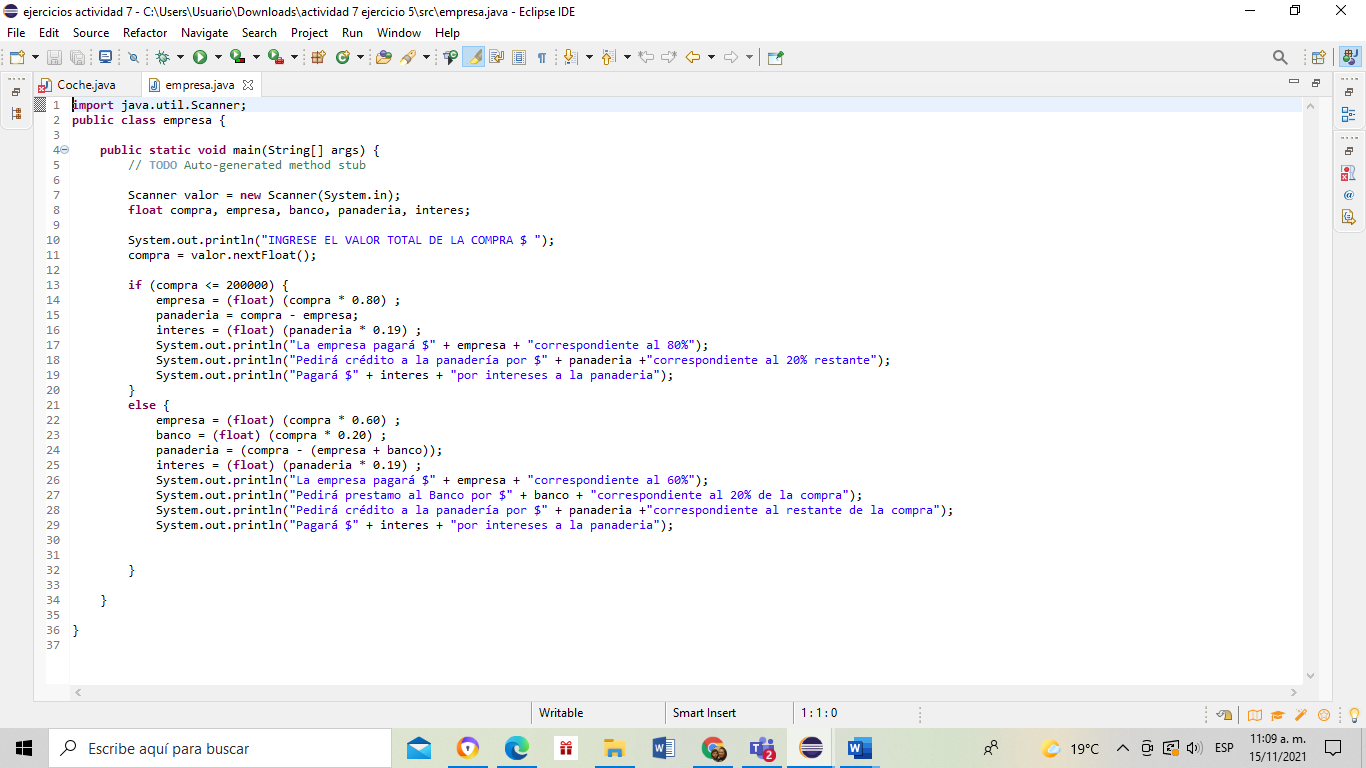 ejercicios actividad 7 - C:\Users\Usuario\Downloads\actividad 7 ejercicio 5\src\empresa.java - Eclipse IDE
File Edit Source Refactor Navigate Search Project Run Window Help
Coche.java empresa.java
1 import java.util.Scanner;
2 public class empresa {
3
4 public static void main(String[] args) {
5 // TODO Auto-generated method stub
6
7 Scanner valor = new Scanner(System.in);
8 float compra, empresa, banco, panaderia, interes;
9
10 System.out.println("INGRESE EL VALOR TOTAL DE LA COMPRA $ ");
11 compra = valor.nextFloat();
12
13 if (compra <= 200000) {
14 empresa = (float) (compra * 0.80) ;
15 panaderia = compra - empresa;
16 interes = (float) (panaderia * 0.19) ;
17 System.out.println("La empresa pagará $" + empresa + "correspondiente al 80%");
18 System.out.println("Pedirá crédito a la panadería por $" + panaderia +"correspondiente al 20% restante");
19 System.out.println("Pagará $" + interes + "por intereses a la panaderia");
20 }
21 else {
22 empresa = (float) (compra * 0.60) ;
23 banco = (float) (compra * 0.20) ;
24 panaderia = (compra - (empresa + banco));
25 interes = (float) (panaderia * 0.19) ;
26 System.out.println("La empresa pagará $" + empresa + "correspondiente al 60%");
27 System.out.println("Pedirá prestamo al Banco por $" + banco + "correspondiente al 20% de la compra");
28 System.out.println("Pedirá crédito a la panadería por $" + panaderia +"correspondiente al restante de la compra");
29 System.out.println("Pagará $" + interes + "por intereses a la panaderia");
30
31
32 }
33
34 }
35
36 }
37
Writable Smart Insert 1 : 1 : 0
Escribe aquí para buscar
2
19°C ESP 11:09 a. m.
15/11/2021